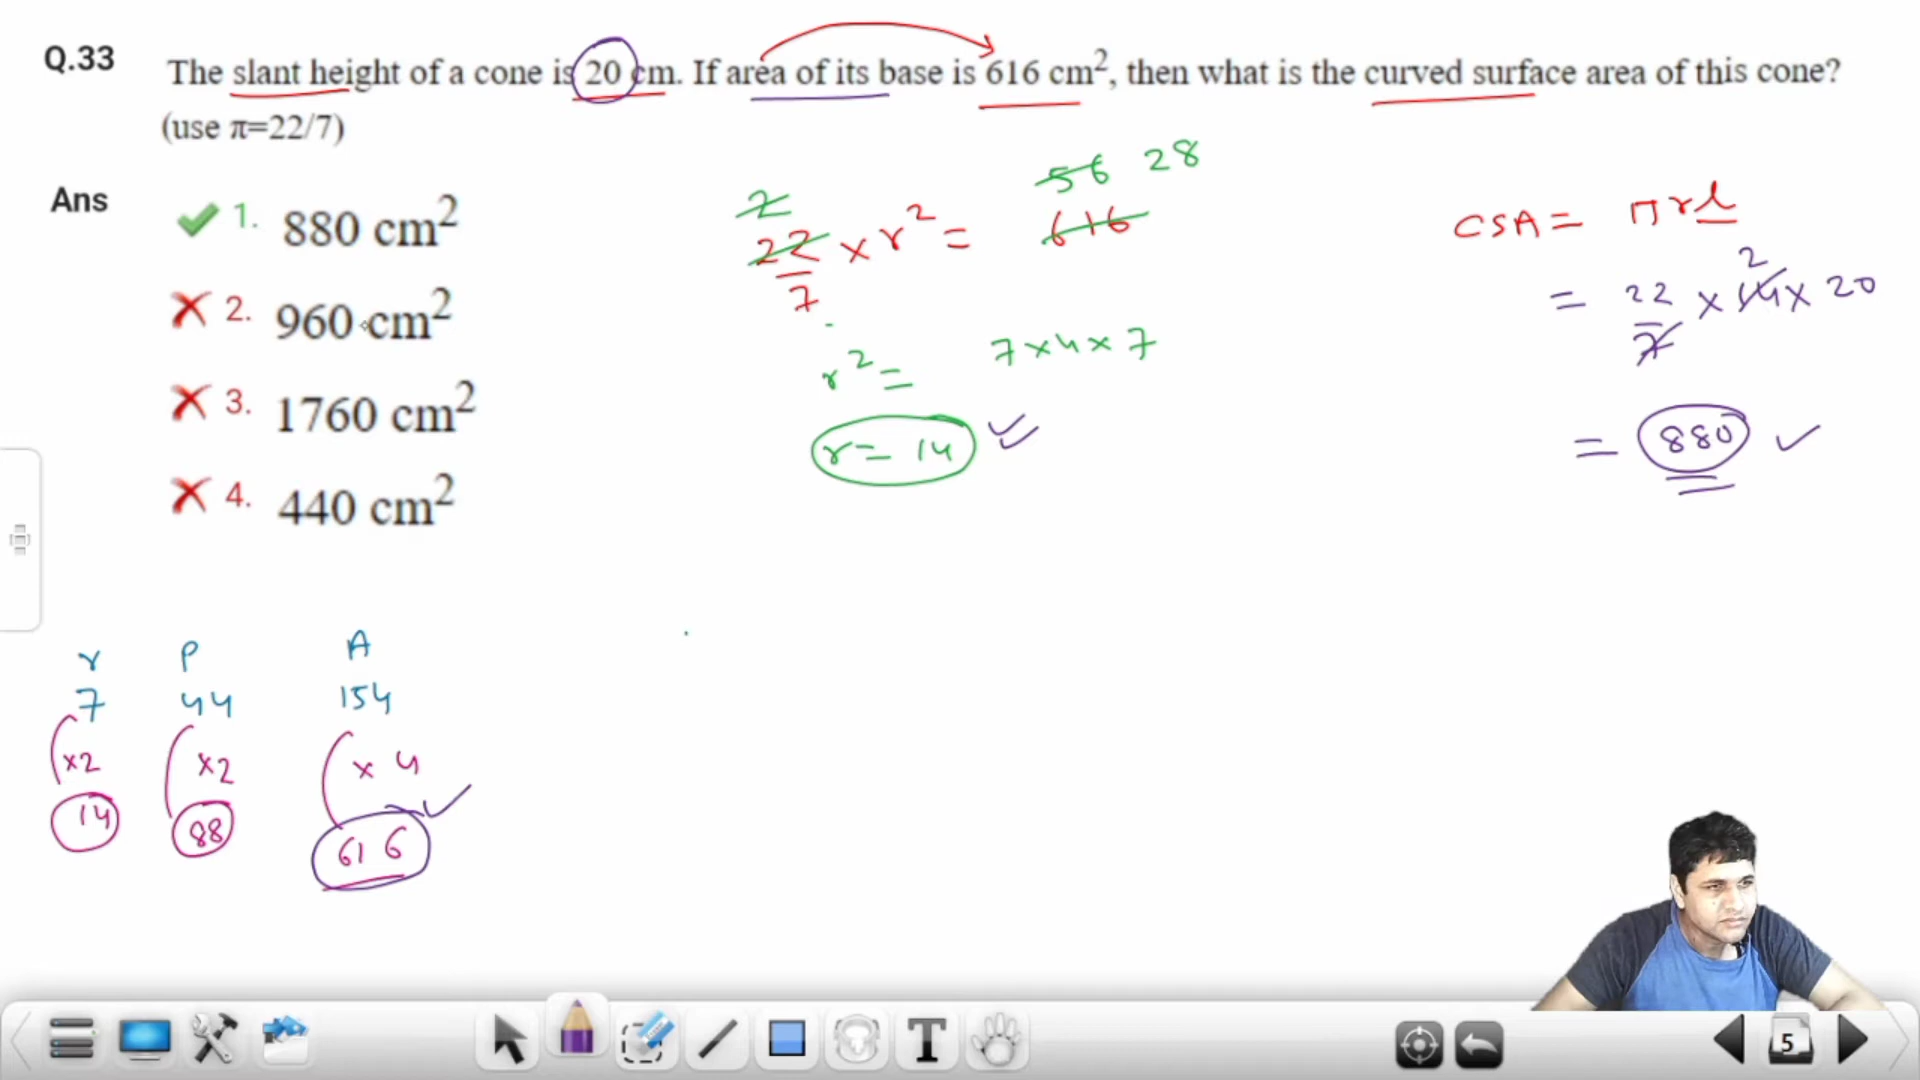 Q.33 The slant height of a cone is 20 cm. If area of its base is 616 cm², then what is the curved surface area of this cone?
(use π=22/7)
Ans
1. 880 cm²
2. 960 cm²
3. 1760 cm²
4. 440 cm²
2 56 28
22/7 × r² = 616
r² = 7×4×7
r = 14
CSA = πrl
= 22/7 × 14 × 20
2
= 880
r P A
7 44 154
×2 ×2 × 4
14 88 616
T
5